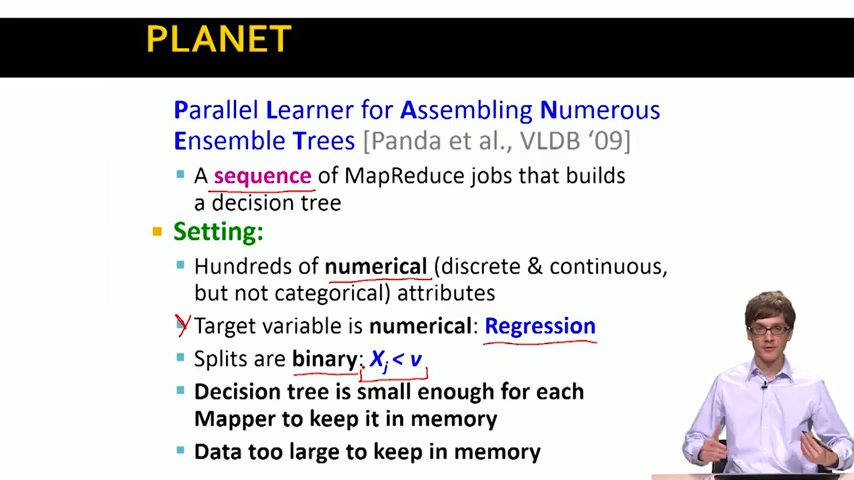 PLANET
Parallel Learner for Assembling Numerous
Ensemble Trees [Panda et al., VLDB ‘09]
A sequence of MapReduce jobs that builds
a decision tree
Setting:
Hundreds of numerical (discrete & continuous,
but not categorical) attributes
Y Target variable is numerical: Regression
Splits are binary: Xj < v
Decision tree is small enough for each
Mapper to keep it in memory
Data too large to keep in memory